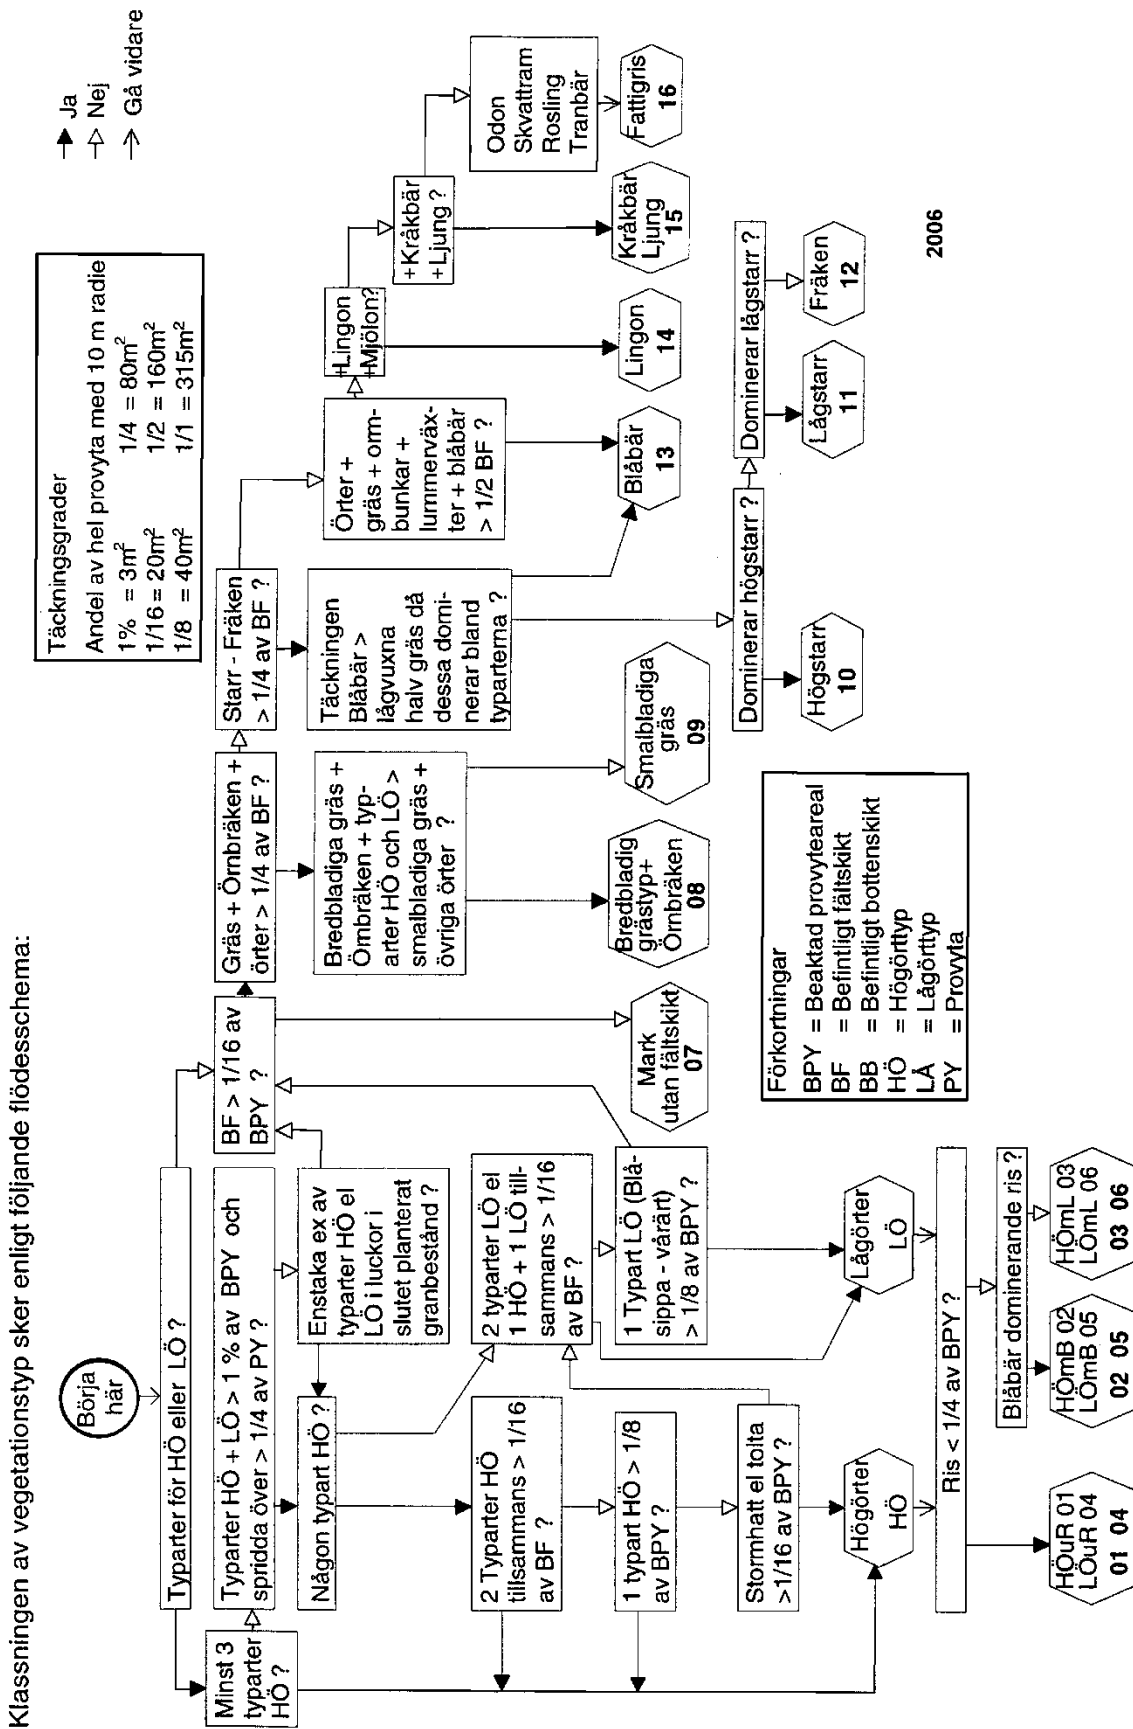 Klassningen av vegetationstyp sker enligt följande flödesschema:
Börja
här
Ja
Nej
Gå vidare
Täckningsgrader
Andel av hel provyta med 10 m radie
1% = 3m² 1/4 = 80m²
1/16 = 20m² 1/2 = 160m²
1/8 = 40m² 1/1 = 315m²
Typarter för HÖ eller LÖ ?
Minst 3
typarter
HÖ ?
Typarter HÖ + LÖ > 1 % av BPY och
spridda över > 1/4 av PY ?
BF > 1/16 av
BPY ?
Gräs + Örnbräken +
örter > 1/4 av BF ?
Starr - Fräken
> 1/4 av BF ?
Någon typart HÖ ?
Enstaka ex av
typarter HÖ el
LÖ i luckor i
slutet planterat
granbestånd ?
Bredbladiga gräs +
Örnbräken + typ-
arter HÖ och LÖ >
smalbladiga gräs +
övriga örter ?
Täckningen
Blåbär >
lågvuxna
halv gräs då
dessa domi-
nerar bland
typarterna ?
Örter +
gräs + orm-
bunkar +
lummerväx-
ter + blåbär
> 1/2 BF ?
+Lingon
+Mjölon?
+Kråkbär
+Ljung ?
Odon
Skvattram
Rosling
Tranbär
2 Typarter HÖ
tillsammans > 1/16
av BF ?
2 typarter LÖ el
1 HÖ + 1 LÖ till-
sammans > 1/16
av BF ?
1 typart HÖ > 1/8
av BPY ?
1 Typart LÖ (Blå-
sippa - vårärt)
> 1/8 av BPY ?
Mark
utan fältskikt
07
Bredbladig
grästyp+
Örnbräken
08
Smalbladiga
gräs
09
Blåbär
13
Lingon
14
Kråkbär
Ljung
15
Fattigris
16
Stormhatt el tolta
>1/16 av BPY ?
Högörter
HÖ
Lågörter
LÖ
Dominerar högstarr ?
Dominerar lågstarr ?
Högstarr
10
Lågstarr
11
Fräken
12
Förkortningar
BPY = Beaktad provyteareal
BF = Befintligt fältskikt
BB = Befintligt bottenskikt
HÖ = Högörttyp
LÅ = Lågörttyp
PY = Provyta
Ris < 1/4 av BPY ?
Blåbär dominerande ris ?
HÖuR 01
LÖuR 04
01 04
HÖmB 02
LÖmB 05
02 05
HÖmL 03
LÖmL 06
03 06
2006